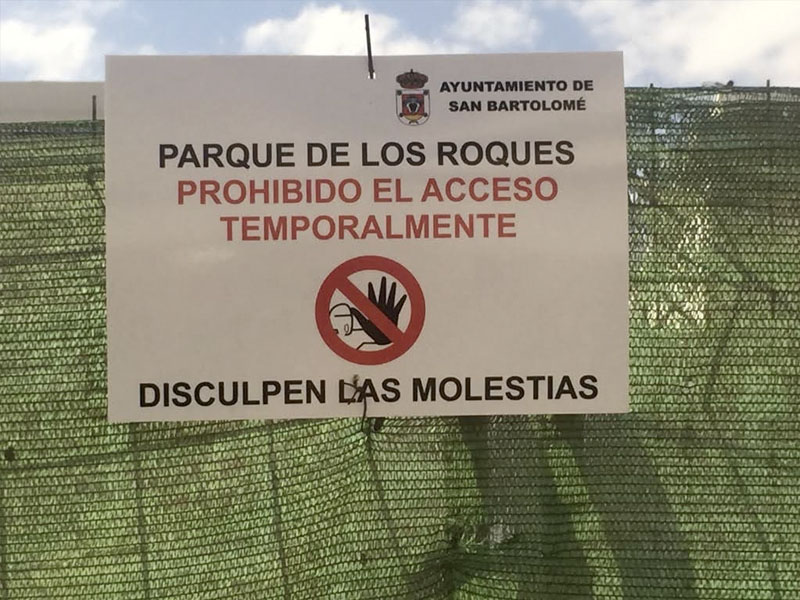 AYUNTAMIENTO DE
SAN BARTOLOMÉ
PARQUE DE LOS ROQUES
PROHIBIDO EL ACCESO
TEMPORALMENTE
DISCULPEN LAS MOLESTIAS